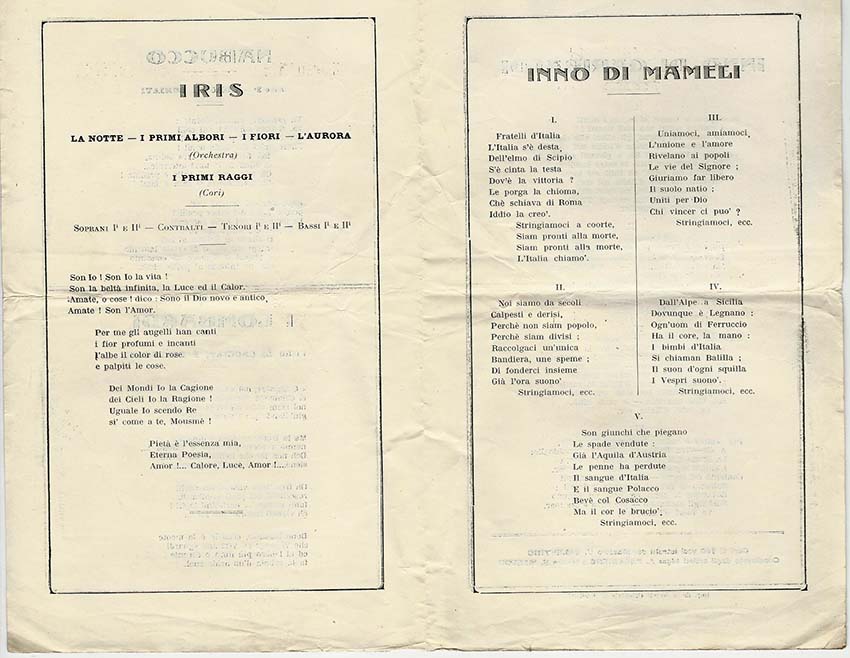 IRIS
LA NOTTE — I PRIMI ALBORI — I FIORI — L'AURORA
(Orchestra)
I PRIMI RAGGI
(Cori)
SOPRANI Iⁱ E IIⁱ — CONTRALTI — TENORI Iⁱ E IIⁱ — BASSI Iⁱ E IIⁱ
Son Io ! Son Io la vita !
Son la beltà infinita, la Luce ed il Calor.
Amate, o cose ! dico : Sono il Dio novo e antico,
Amate ! Son l'Amor.
Per me gli augelli han canti
i fior profumi e incanti
l'albe il color di rose.
e palpiti le cose.
Dei Mondi Io la Cagione
dei Cieli Io la Ragione !
Uguale Io scendo Re
si' come a te, Mousmè !
Pietà è l'essenza mia,
Eterna Poesia,
Amor !... Calore, Luce, Amor !...
INNO DI MAMELI
I.
Fratelli d'Italia
L'Italia s'è desta,
Dell'elmo di Scipio
S'è cinta la testa
Dov'è la vittoria ?
Le porga la chioma,
Chè schiava di Roma
Iddio la creo'.
Stringiamoci a coorte,
Siam pronti alla morte,
Siam pronti alla morte,
L'Italia chiamo'.
II.
Noi siamo da secoli
Calpesti e derisi,
Perchè non siam popolo,
Perchè siam divisi ;
Raccolgaci un'unica
Bandiera, une speme ;
Di fonderci insieme
Già l'ora suono'
Stringiamoci, ecc.
III.
Uniamoci, amiamoci,
L'unione e l'amore
Rivelano ai popoli
Le vie del Signore ;
Giuriamo far libero
Il suolo natio ;
Uniti per Dio
Chi vincer ci puo' ?
Stringiamoci, ecc.
IV.
Dall'Alpe a Sicilia
Dovunque è Legnano :
Ogn'uom di Ferruccio
Ha il core, la mano :
I bimbi d'Italia
Si chiaman Balilla ;
Il suon d'ogni squilla
I Vespri suono'.
Stringiamoci, ecc.
V.
Son giunchi che piegano
Le spade vendute :
Già l'Aquila d'Austria
Le penne ha perdute
Il sangue d'Italia
E il sangue Polacco
Bevè col Cosacco
Ma il cor le brucio'.
Stringiamoci, ecc.